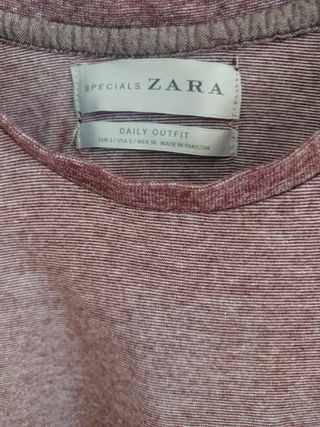 SPECIALS ZARA
DAILY OUTFIT
EUR S / USA S / MEX 38 - MADE IN PAKISTAN